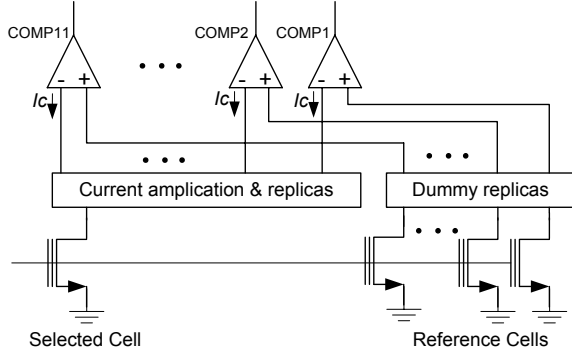 COMP11 COMP2 COMP1
- + - + - +
Ic Ic Ic
Current amplication & replicas Dummy replicas
Selected Cell Reference Cells